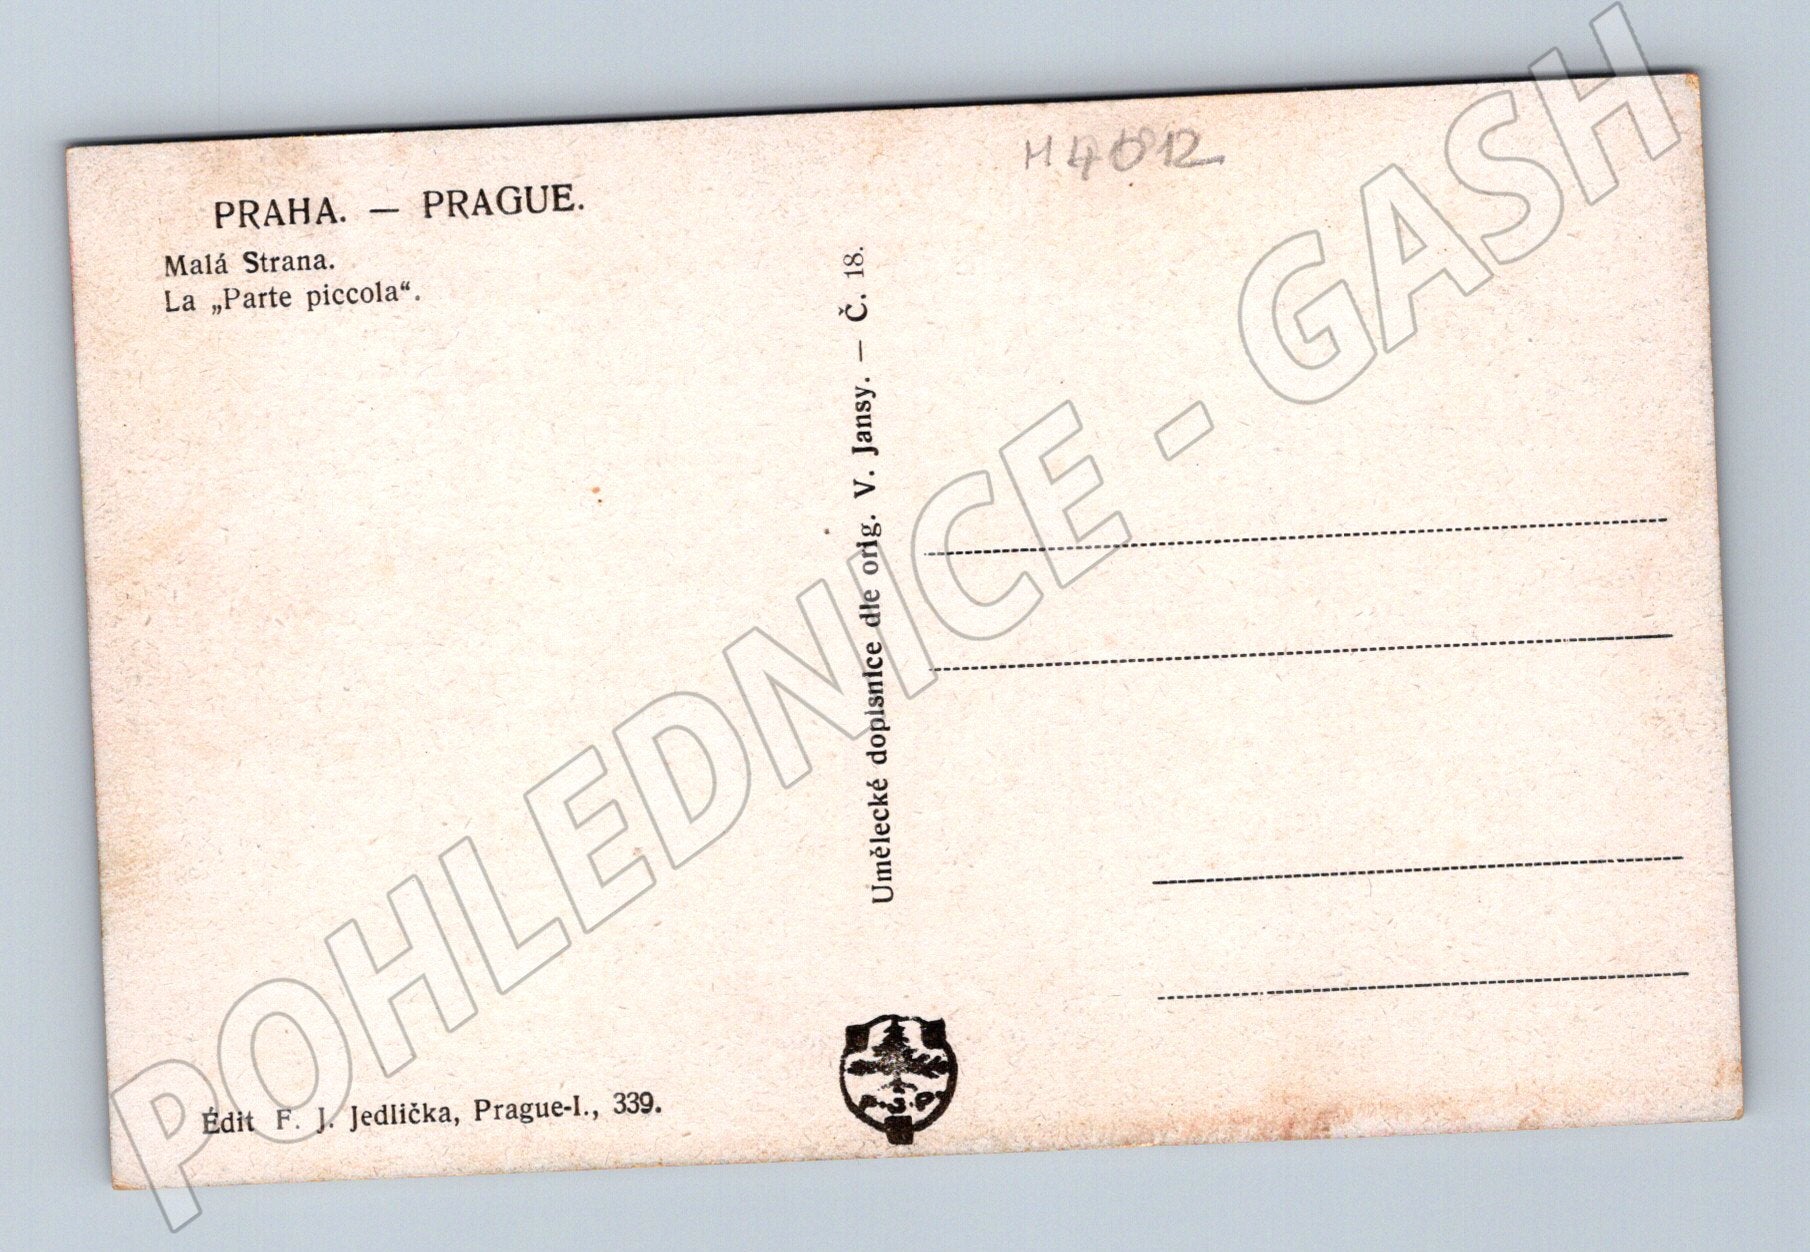 PRAHA. — PRAGUE.
Malá Strana.
La „Parte piccola“.
Umělecké dopisnice dle orig. V. Jansy. — Č. 18.
Édit F. J. Jedlička, Prague-I., 339.
POHLEDNICE - GASH